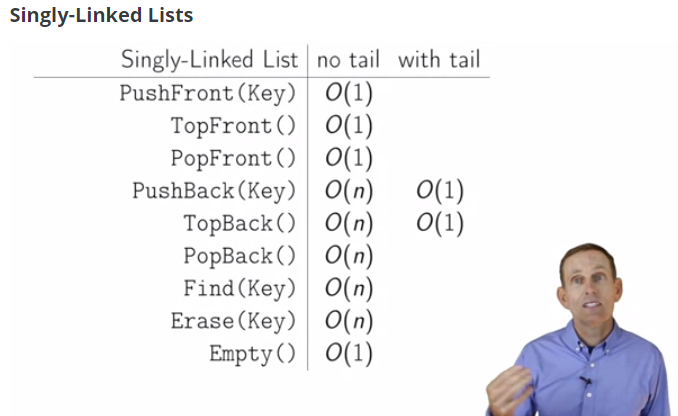 Singly-Linked Lists
Singly-Linked List no tail with tail
PushFront(Key) O(1)
TopFront() O(1)
PopFront() O(1)
PushBack(Key) O(n) O(1)
TopBack() O(n) O(1)
PopBack() O(n)
Find(Key) O(n)
Erase(Key) O(n)
Empty() O(1)